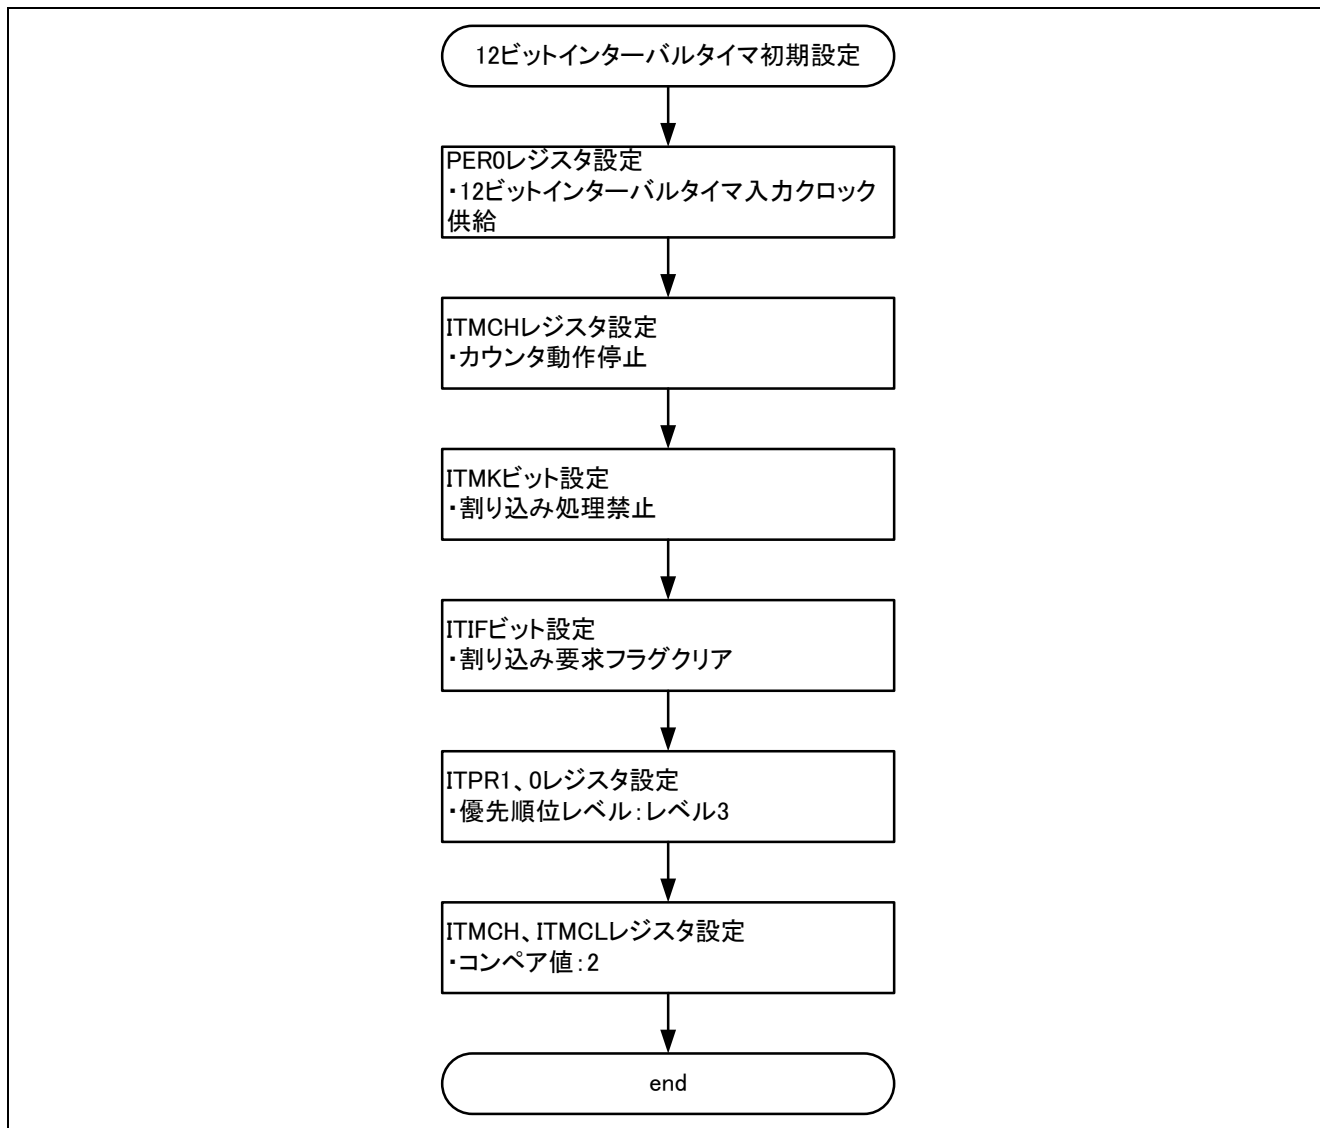 12ビットインターバルタイマ初期設定
PER0レジスタ設定
・12ビットインターバルタイマ入力クロック
供給
ITMCHレジスタ設定
・カウンタ動作停止
ITMKビット設定
・割り込み処理禁止
ITIFビット設定
・割り込み要求フラグクリア
ITPR1、0レジスタ設定
・優先順位レベル：レベル3
ITMCH、ITMCLレジスタ設定
・コンペア値：2
end